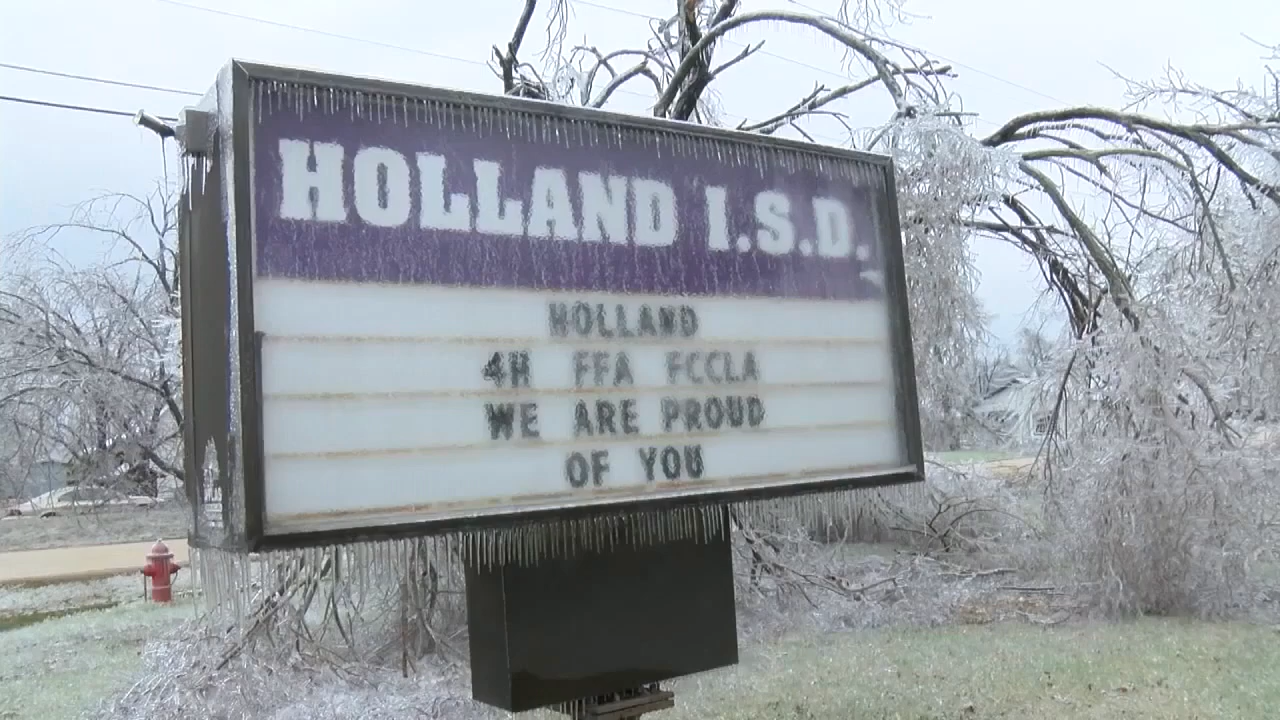 HOLLAND I.S.D.
HOLLAND
4H FFA FCCLA
WE ARE PROUD
OF YOU